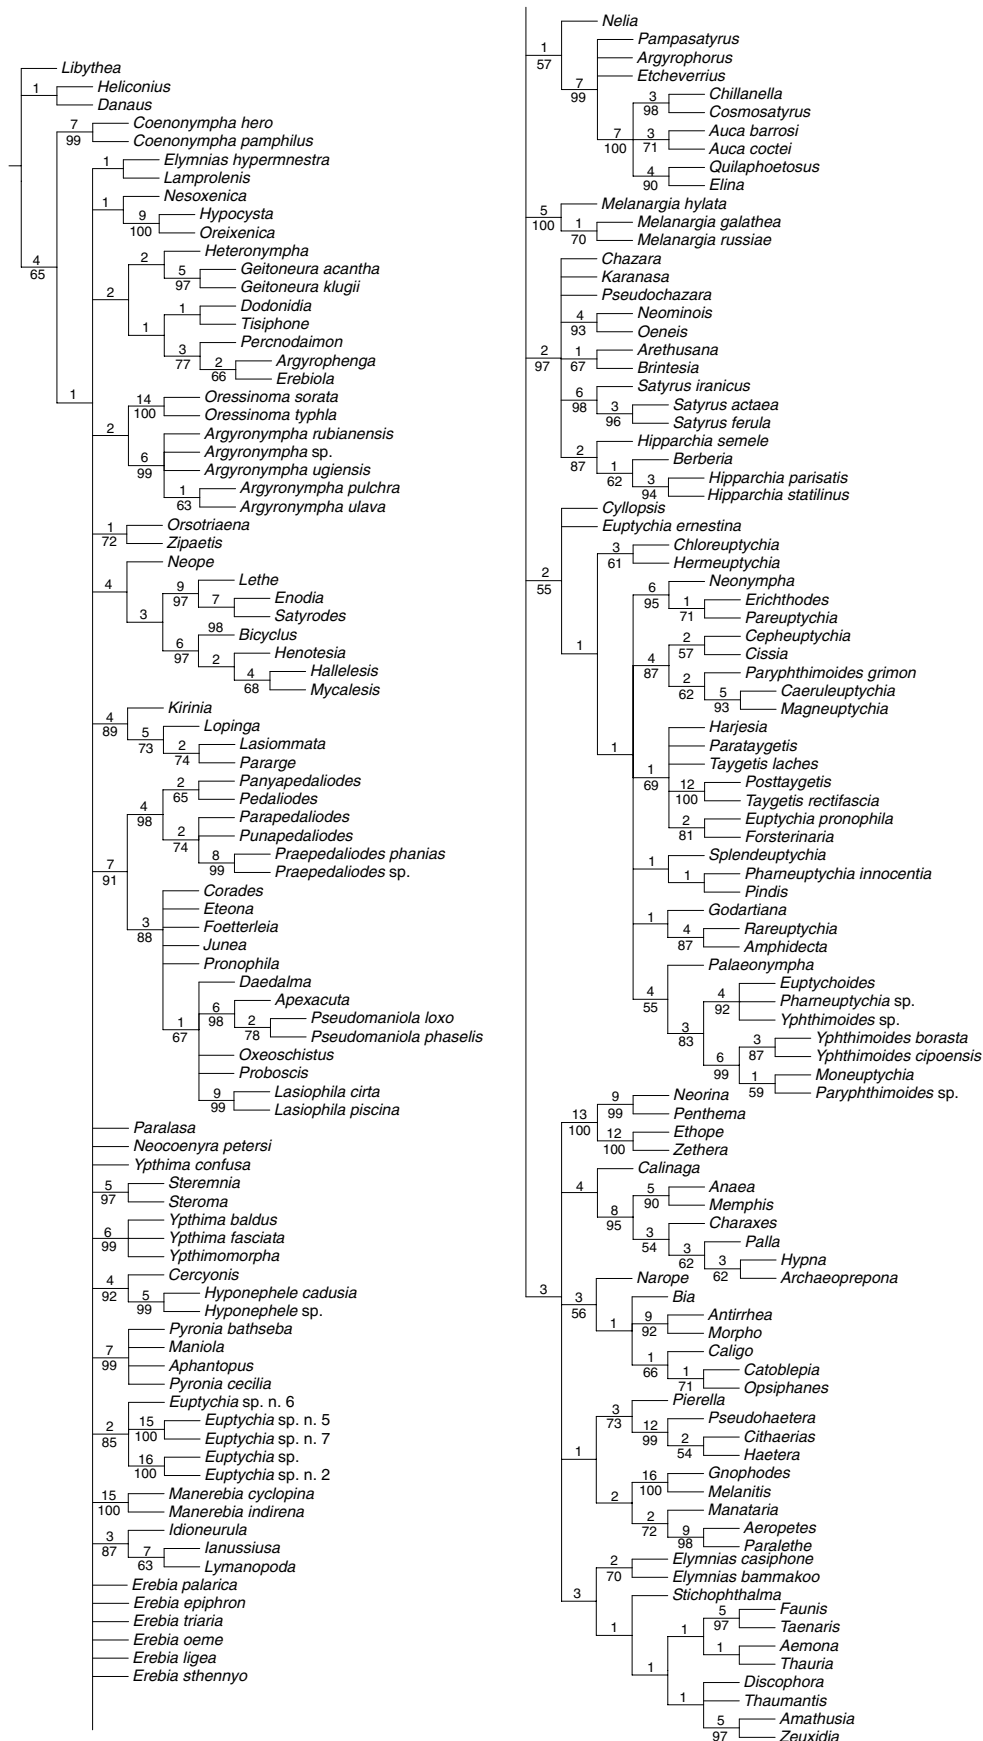 Libythea
1
Heliconius
Danaus
7
99
Coenonympha hero
Coenonympha pamphilus
1
Elymnias hypermnestra
Lamprolenis
1
Nesoxenica
9
100
Hypocysta
Oreixenica
4
65
2
2
Heteronympha
5
97
Geitoneura acantha
Geitoneura klugii
1
1
Dodonidia
Tisiphone
3
77
Percnodaimon
2
66
Argyrophenga
Erebiola
1
2
14
100
Oressinoma sorata
Oressinoma typhla
6
99
Argyronympha rubianensis
Argyronympha sp.
Argyronympha ugiensis
1
63
Argyronympha pulchra
Argyronympha ulava
1
72
Orsotriaena
Zipaetis
4
Neope
3
9
97
Lethe
7
98
Enodia
Satyrodes
6
97
Bicyclus
2
Henotesia
4
68
Hallelesis
Mycalesis
4
89
Kirinia
5
73
Lopinga
2
74
Lasiommata
Pararge
7
91
4
98
2
65
Panyapedaliodes
Pedaliodes
2
74
Parapedaliodes
Punapedaliodes
8
99
Praepedaliodes phanias
Praepedaliodes sp.
3
88
Corades
Eteona
Foetterleia
Junea
Pronophila
1
67
Daedalma
6
98
Apexacuta
2
78
Pseudomaniola loxo
Pseudomaniola phaselis
Oxeoschistus
Proboscis
9
99
Lasiophila cirta
Lasiophila piscina
Paralasa
Neocoenyra petersi
Ypthima confusa
5
97
Steremnia
Steroma
6
99
Ypthima baldus
Ypthima fasciata
Ypthimomorpha
4
92
Cercyonis
5
99
Hyponephele cadusia
Hyponephele sp.
7
99
Pyronia bathseba
Maniola
Aphantopus
Pyronia cecilia
2
85
Euptychia sp. n. 6
15
100
Euptychia sp. n. 5
Euptychia sp. n. 7
16
100
Euptychia sp.
Euptychia sp. n. 2
15
100
Manerebia cyclopina
Manerebia indirena
3
87
Idioneurula
7
63
Ianussiusa
Lymanopoda
Erebia palarica
Erebia epiphron
Erebia triaria
Erebia oeme
Erebia ligea
Erebia sthennyo
1
57
Nelia
7
99
Pampasatyrus
Argyrophorus
Etcheverrius
7
100
3
98
Chillanella
Cosmosatyrus
3
71
Auca barrosi
Auca coctei
4
90
Quilaphoetosus
Elina
5
100
Melanargia hylata
1
70
Melanargia galathea
Melanargia russiae
2
97
Chazara
Karanasa
Pseudochazara
4
93
Neominois
Oeneis
1
67
Arethusana
Brintesia
6
98
Satyrus iranicus
3
96
Satyrus actaea
Satyrus ferula
2
87
Hipparchia semele
1
62
Berberia
3
94
Hipparchia parisatis
Hipparchia statilinus
2
55
Cyllopsis
Euptychia ernestina
1
3
61
Chloreuptychia
Hermeuptychia
1
6
95
Neonympha
1
71
Erichthodes
Pareuptychia
4
87
2
57
Cepheuptychia
Cissia
2
62
Paryphthimoides grimon
5
93
Caeruleuptychia
Magneuptychia
1
69
Harjesia
Parataygetis
Taygetis laches
12
100
Posttaygetis
Taygetis rectifascia
2
81
Euptychia pronophila
Forsterinaria
1
Splendeuptychia
1
Pharneuptychia innocentia
Pindis
1
Godartiana
4
87
Rareuptychia
Amphidecta
4
55
Palaeonympha
3
83
4
92
Euptychoides
Pharneuptychia sp.
Yphthimoides sp.
6
99
3
87
Yphthimoides borasta
Yphthimoides cipoensis
1
59
Moneuptychia
Paryphthimoides sp.
3
13
100
9
99
Neorina
Penthema
12
100
Ethope
Zethera
4
Calinaga
8
95
5
90
Anaea
Memphis
3
54
Charaxes
3
62
Palla
3
62
Hypna
Archaeoprepona
3
56
Narope
1
Bia
9
92
Antirrhea
Morpho
1
66
Caligo
1
71
Catoblepia
Opsiphanes
1
3
73
Pierella
12
99
Pseudohaetera
2
54
Cithaerias
Haetera
2
16
100
Gnophodes
Melanitis
2
72
Manataria
9
98
Aeropetes
Paralethe
3
2
70
Elymnias casiphone
Elymnias bammakoo
1
Stichophthalma
1
1
5
97
Faunis
Taenaris
1
Aemona
Thauria
1
Discophora
Thaumantis
5
97
Amathusia
Zeuxidia